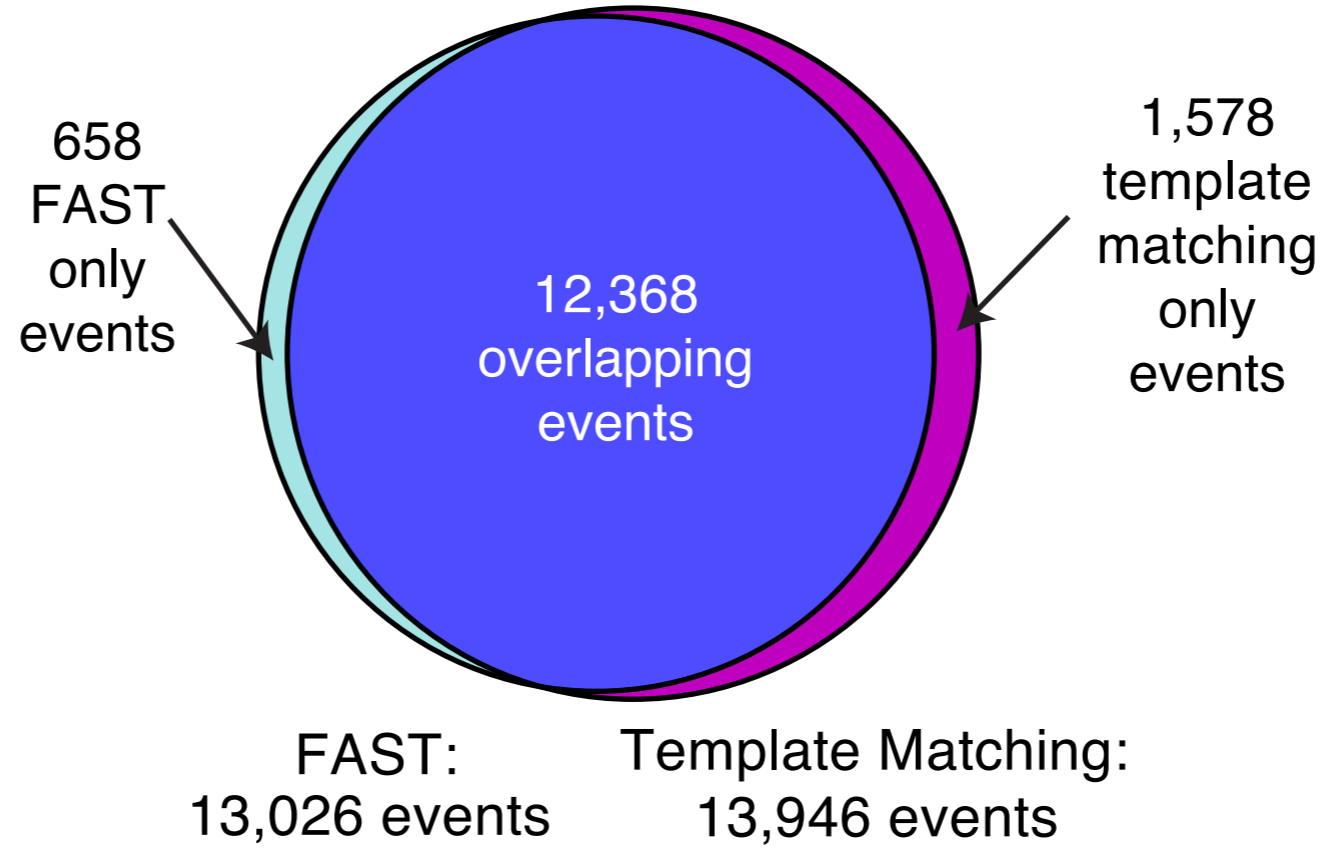 658
FAST
only
events
12,368
overlapping
events
1,578
template
matching
only
events
FAST:
13,026 events
Template Matching:
13,946 events